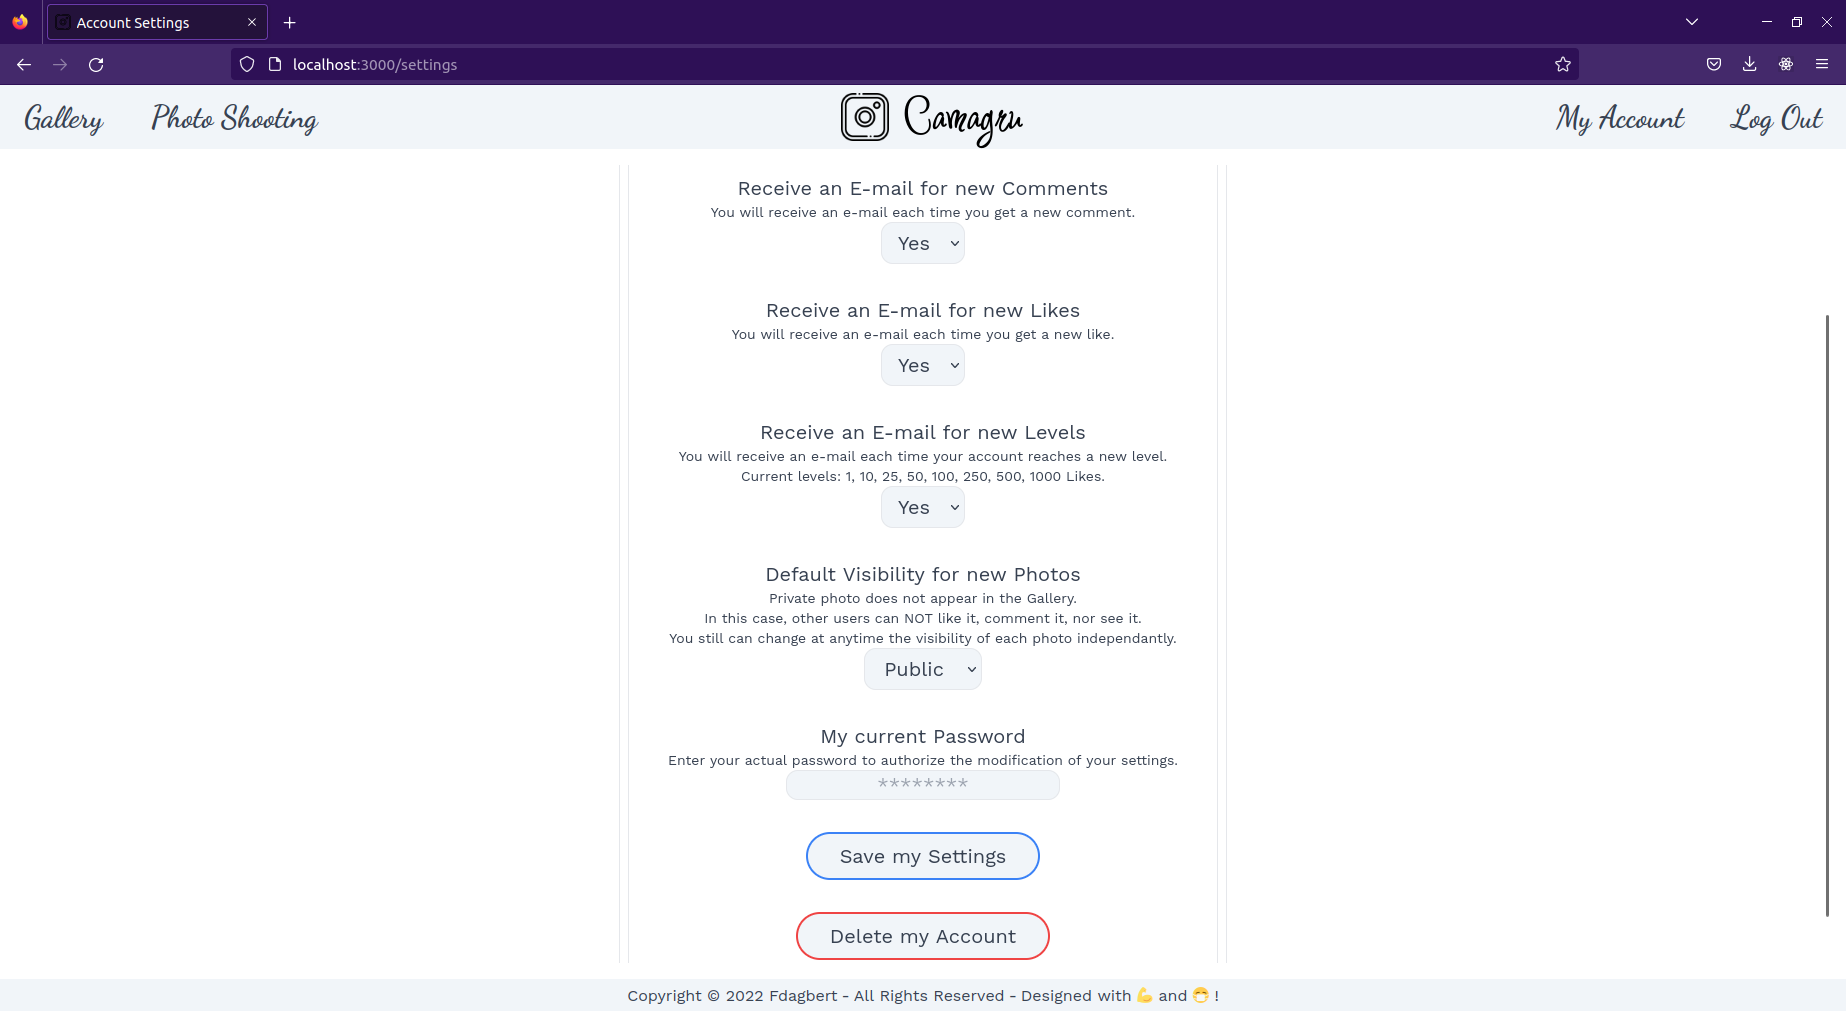 Account Settings
localhost:3000/settings
Gallery
Photo Shooting
Camagru
My Account
Log Out
Receive an E-mail for new Comments
You will receive an e-mail each time you get a new comment.
Yes
Receive an E-mail for new Likes
You will receive an e-mail each time you get a new like.
Yes
Receive an E-mail for new Levels
You will receive an e-mail each time your account reaches a new level.
Current levels: 1, 10, 25, 50, 100, 250, 500, 1000 Likes.
Yes
Default Visibility for new Photos
Private photo does not appear in the Gallery.
In this case, other users can NOT like it, comment it, nor see it.
You still can change at anytime the visibility of each photo independantly.
Public
My current Password
Enter your actual password to authorize the modification of your settings.
********
Save my Settings
Delete my Account
Copyright © 2022 Fdagbert - All Rights Reserved - Designed with 💪 and 😷 !